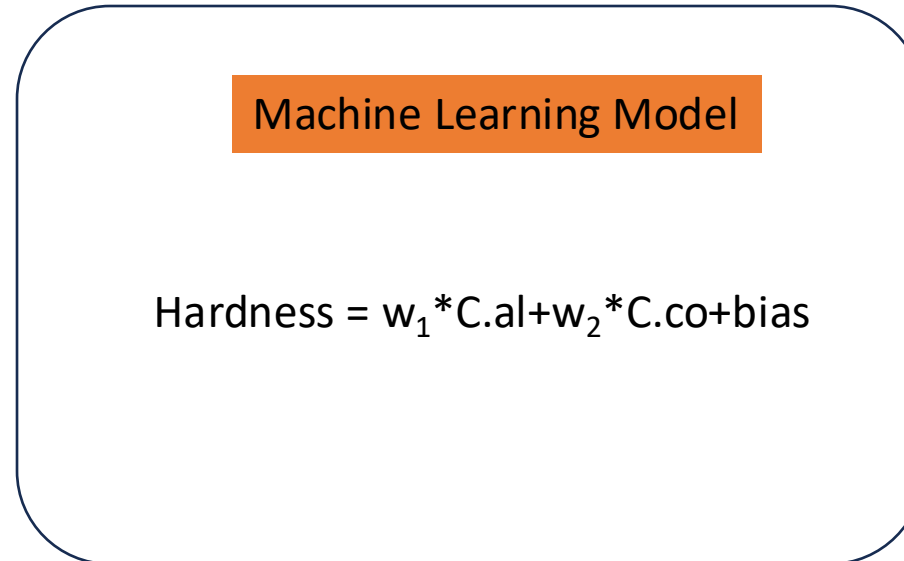 Machine Learning Model
Hardness = w₁*C.al+w₂*C.co+bias